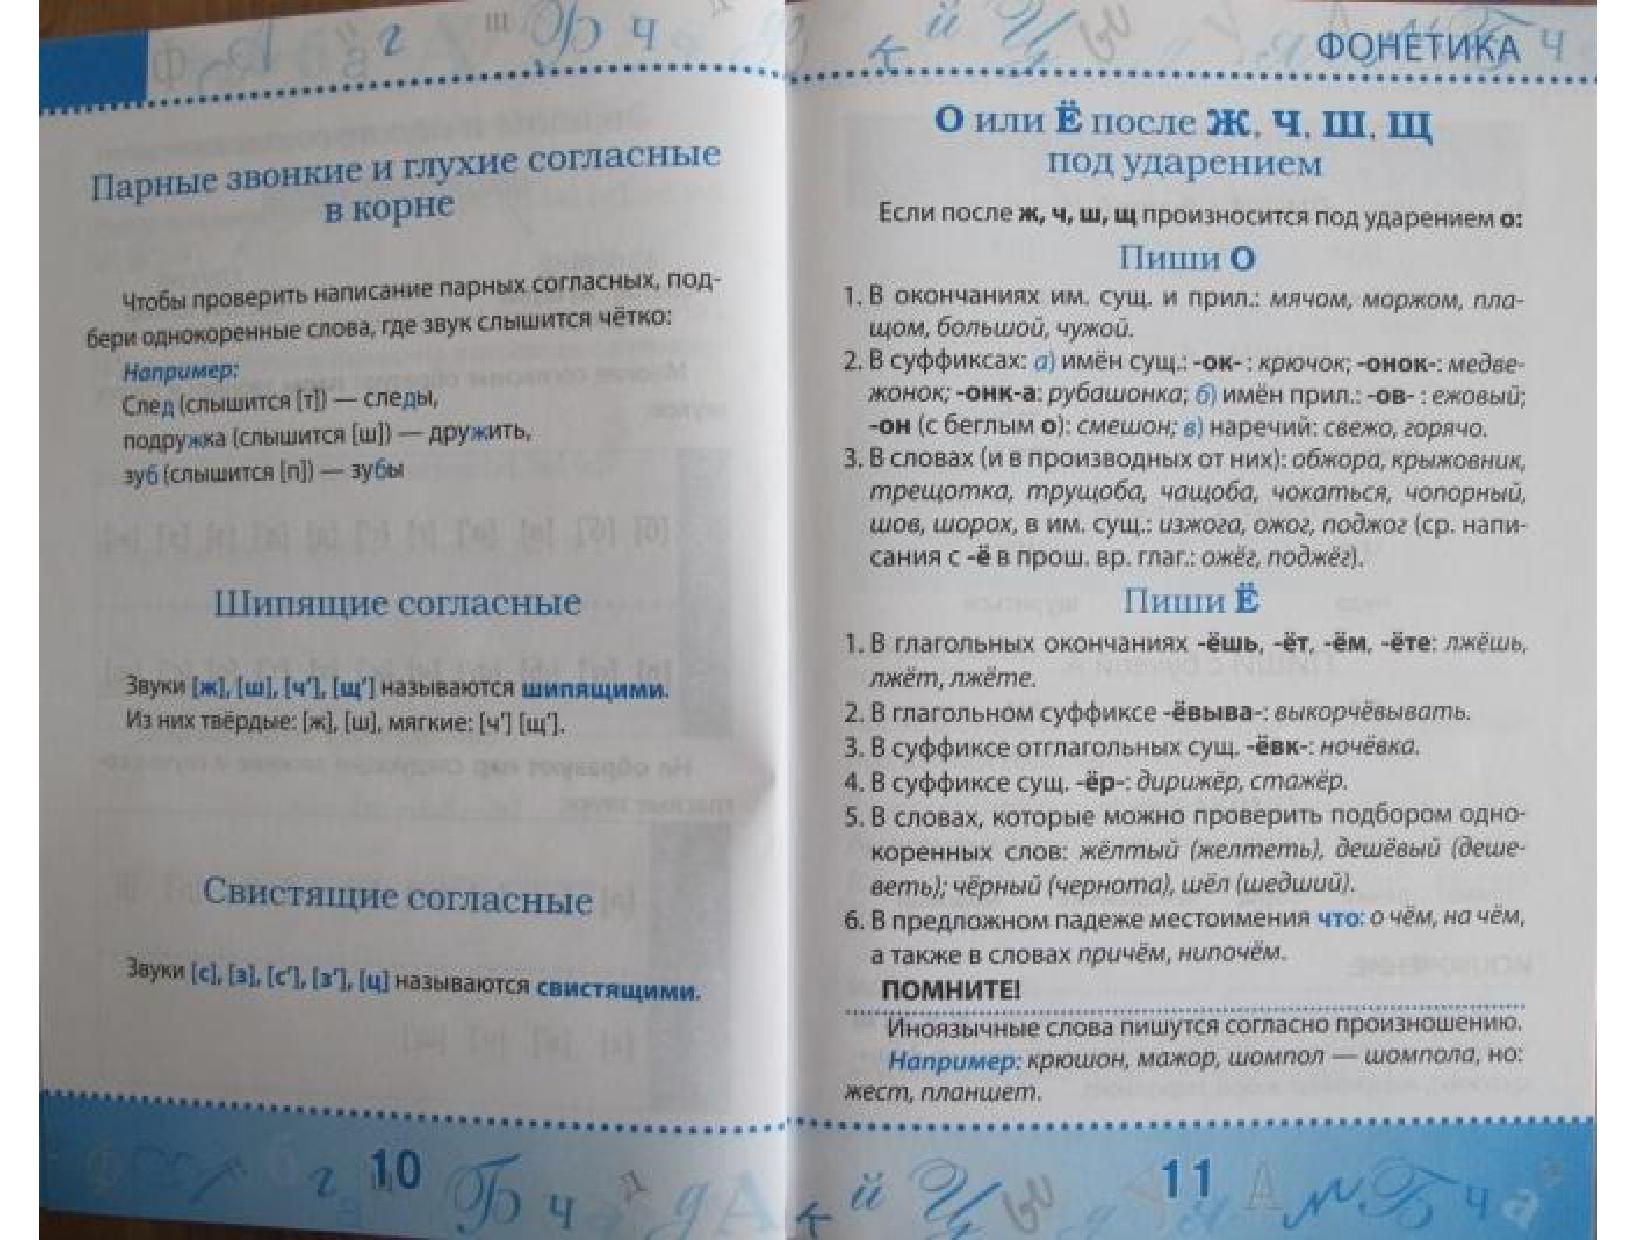 Парные звонкие и глухие согласные
в корне
Чтобы проверить написание парных согласных, под-
бери однокоренные слова, где звук слышится чётко:
Например:
След (слышится [т]) — следы,
подружка (слышится [ш]) — дружить,
зуб (слышится [п]) — зубы
Шипящие согласные
Звуки [ж], [ш], [ч'], [щ'] называются шипящими.
Из них твёрдые: [ж], [ш], мягкие: [ч'] [щ'].
Свистящие согласные
Звуки [с], [з], [с'], [з'], [ц] называются свистящими.
10
ФОНЕТИКА
О или Ё после Ж, Ч, Ш, Щ
под ударением
Если после ж, ч, ш, щ произносится под ударением о:
Пиши О
1. В окончаниях им. сущ. и прил.: мячом, моржом, пла-
щом, большой, чужой.
2. В суффиксах: а) имён сущ.: -ок- : крючок; -онок-: медве-
жонок; -онк-а: рубашонка; б) имён прил.: -ов- : ежовый;
-он (с беглым о): смешон; в) наречий: свежо, горячо.
3. В словах (и в производных от них): обжора, крыжовник,
трещотка, трущоба, чащоба, чокаться, чопорный,
шов, шорох, в им. сущ.: изжога, ожог, поджог (ср. напи-
сания с -ё в прош. вр. глаг.: ожёг, поджёг).
Пиши Ё
1. В глагольных окончаниях -ёшь, -ёт, -ём, -ёте: лжёшь,
лжёт, лжёте.
2. В глагольном суффиксе -ёвыва-: выкорчёвывать.
3. В суффиксе отглагольных сущ. -ёвк-: ночёвка.
4. В суффиксе сущ. -ёр-: дирижёр, стажёр.
5. В словах, которые можно проверить подбором одно-
коренных слов: жёлтый (желтеть), дешёвый (деше-
веть); чёрный (чернота), шёл (шедший).
6. В предложном падеже местоимения что: о чём, на чём,
а также в словах причём, нипочём.
ПОМНИТЕ!
Иноязычные слова пишутся согласно произношению.
Например: крюшон, мажор, шомпол — шомпола, но:
жест, планшет.
11